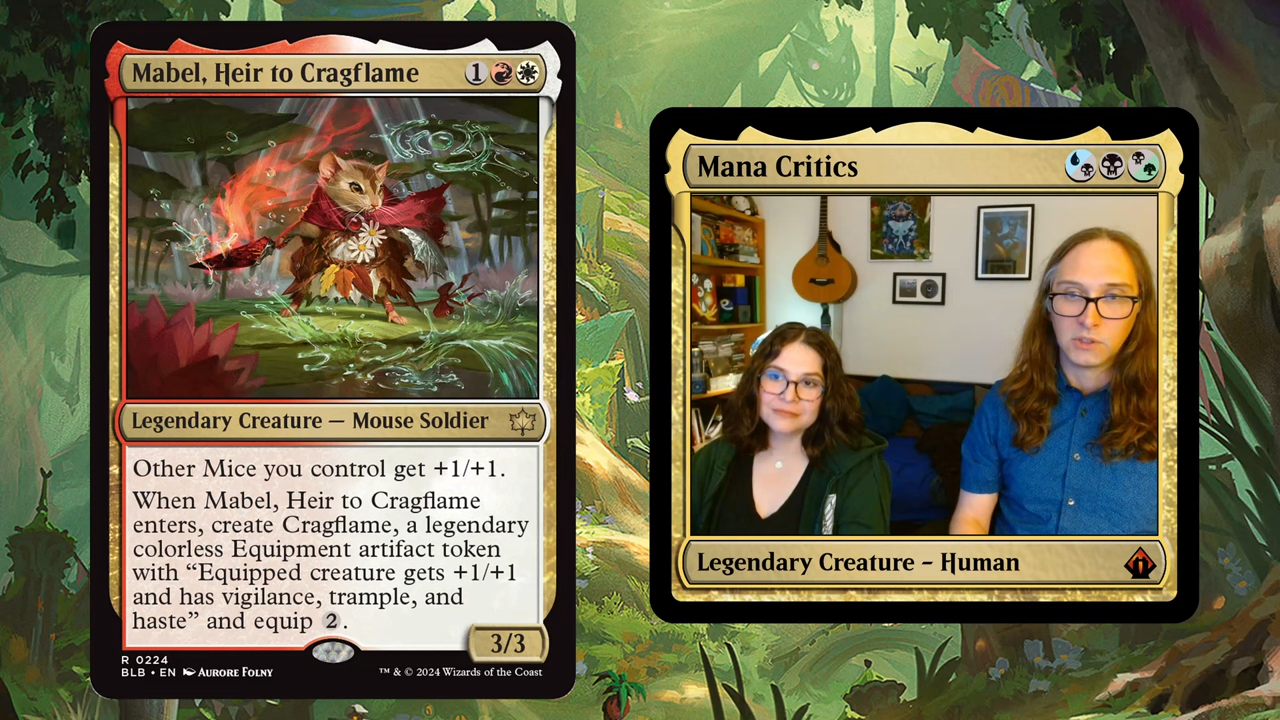 Mabel, Heir to Cragflame 1
Legendary Creature — Mouse Soldier
Other Mice you control get +1/+1.
When Mabel, Heir to Cragflame
enters, create Cragflame, a legendary
colorless Equipment artifact token
with “Equipped creature gets +1/+1
and has vigilance, trample, and
haste” and equip 2.
3/3
R 0224
BLB • EN AURORE FOLNY
™ & © 2024 Wizards of the Coast
Mana Critics
Legendary Creature – Human